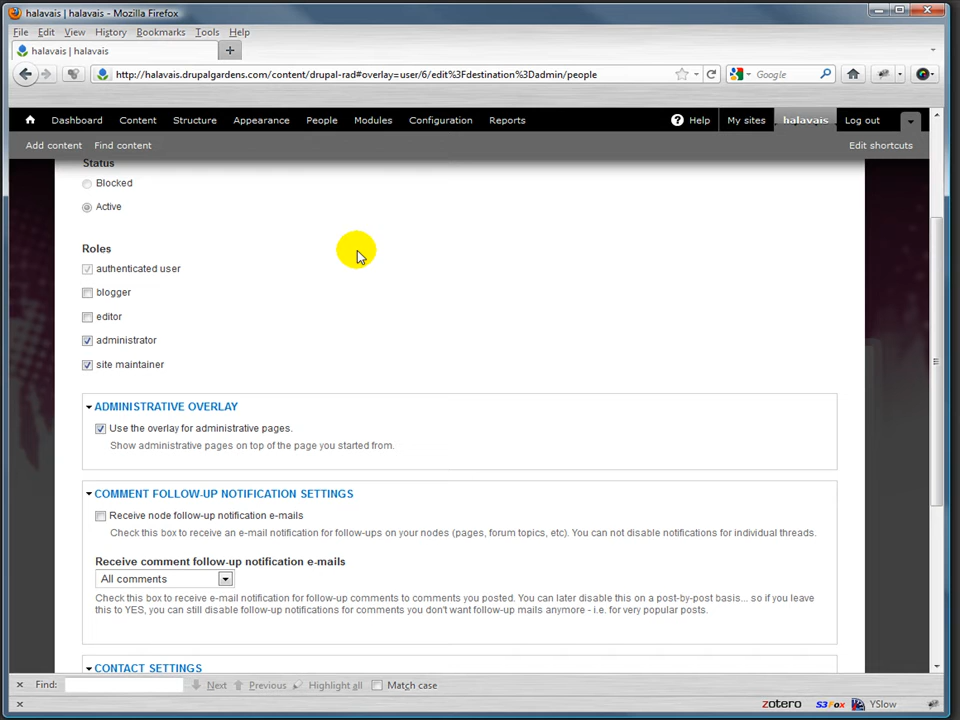 halavais | halavais - Mozilla Firefox
File Edit View History Bookmarks Tools Help
halavais | halavais
http://halavais.drupalgardens.com/content/drupal-rad#overlay=user/6/edit%3Fdestination%3Dadmin/people
Google
Dashboard Content Structure Appearance People Modules Configuration Reports Help My sites halavais Log out
Add content Find content Edit shortcuts
Status
Blocked
Active
Roles
authenticated user
blogger
editor
administrator
site maintainer
ADMINISTRATIVE OVERLAY
Use the overlay for administrative pages.
Show administrative pages on top of the page you started from.
COMMENT FOLLOW-UP NOTIFICATION SETTINGS
Receive node follow-up notification e-mails
Check this box to receive an e-mail notification for follow-ups on your nodes (pages, forum topics, etc). You can not disable notifications for individual threads.
Receive comment follow-up notification e-mails
All comments
Check this box to receive e-mail notification for follow-up comments to comments you posted. You can later disable this on a post-by-post basis... so if you leave
this to YES, you can still disable follow-up notifications for comments you don't want follow-up mails anymore - i.e. for very popular posts.
CONTACT SETTINGS
Find: Next Previous Highlight all Match case
zotero S3Fox YSlow